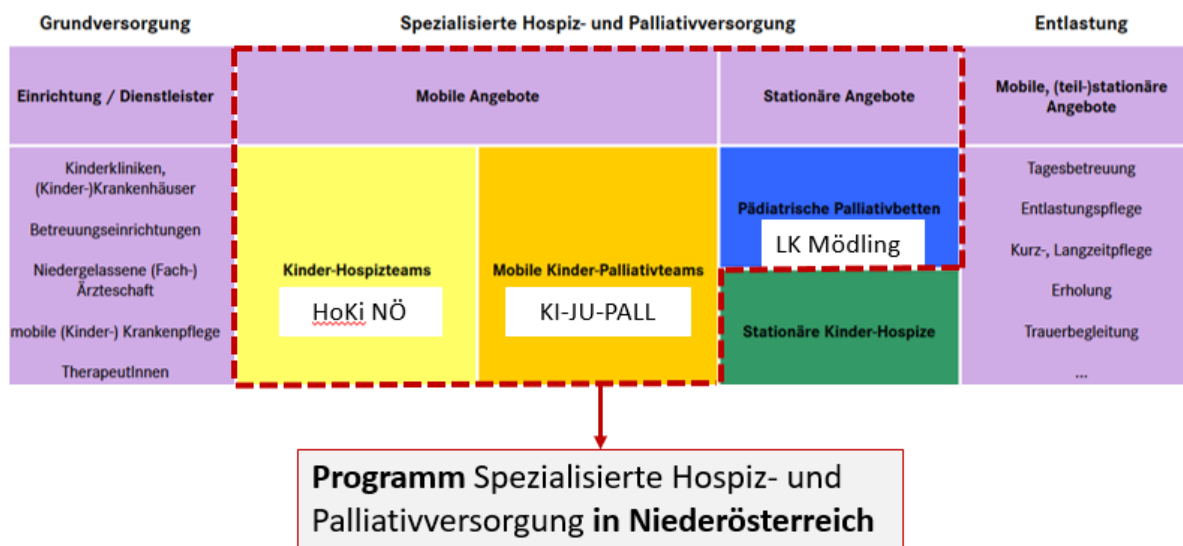 Grundversorgung
Spezialisierte Hospiz- und Palliativversorgung
Entlastung
Einrichtung / Dienstleister
Mobile Angebote
Stationäre Angebote
Mobile, (teil-)stationäre
Angebote
Kinderkliniken,
(Kinder-)Krankenhäuser
Betreuungseinrichtungen
Niedergelassene (Fach-)
Ärzteschaft
mobile (Kinder-) Krankenpflege
TherapeutInnen
Kinder-Hospizteams
HoKi NÖ
Mobile Kinder-Palliativteams
KI-JU-PALL
Pädiatrische Palliativbetten
LK Mödling
Stationäre Kinder-Hospize
Tagesbetreuung
Entlastungspflege
Kurz-, Langzeitpflege
Erholung
Trauerbegleitung
...
Programm Spezialisierte Hospiz- und
Palliativversorgung in Niederösterreich